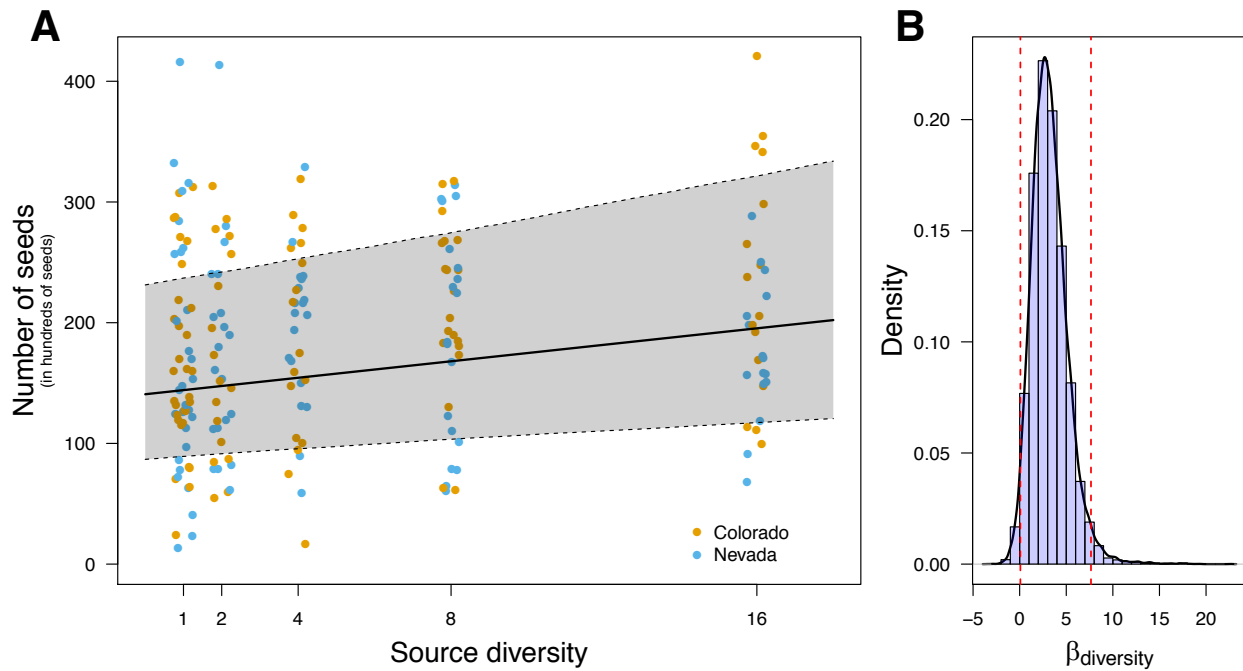 A
Number of seeds
(in hundreds of seeds)
400
300
200
100
0
1 2 4 8 16
Source diversity
Colorado
Nevada
B
Density
0.20
0.15
0.10
0.05
0.00
−5 0 5 10 15 20
βdiversity